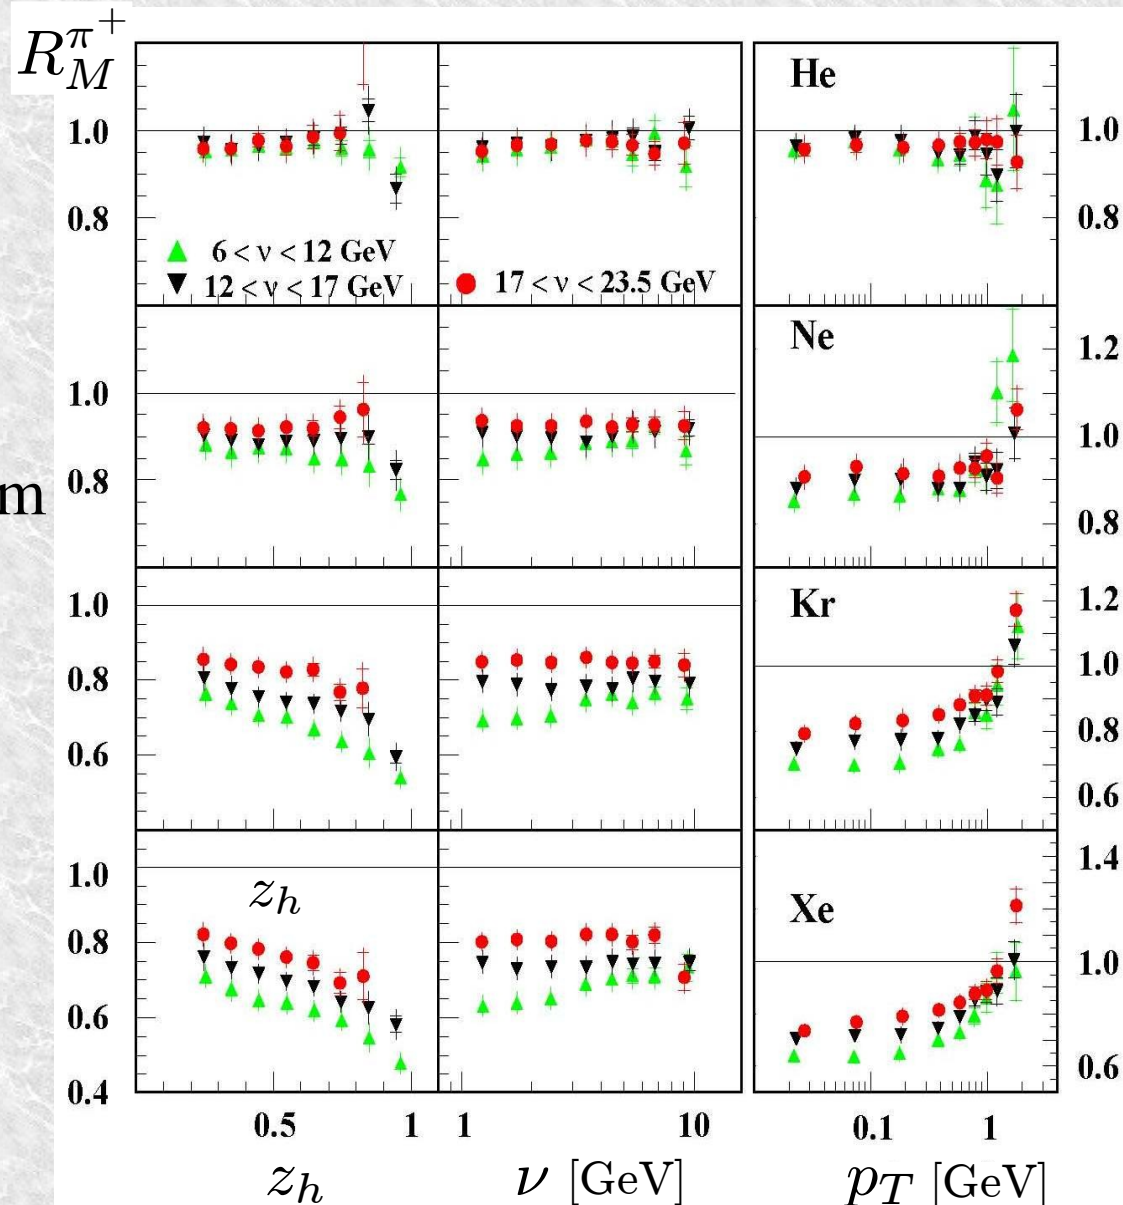 $R_M^{\pi^+}$
He
1.0 1.0
0.8 0.8
6 < ν < 12 GeV
12 < ν < 17 GeV 17 < ν < 23.5 GeV
Ne
1.2
1.0 1.0
0.8 0.8
m
Kr
1.2
1.0 1.0
0.8 0.8
0.6 0.6
Xe
1.4
1.0 1.0
$z_h$
0.8
0.6 0.6
0.4
0.5 1 1 10 0.1 1
$z_h$ ν [GeV] $p_T$ [GeV]